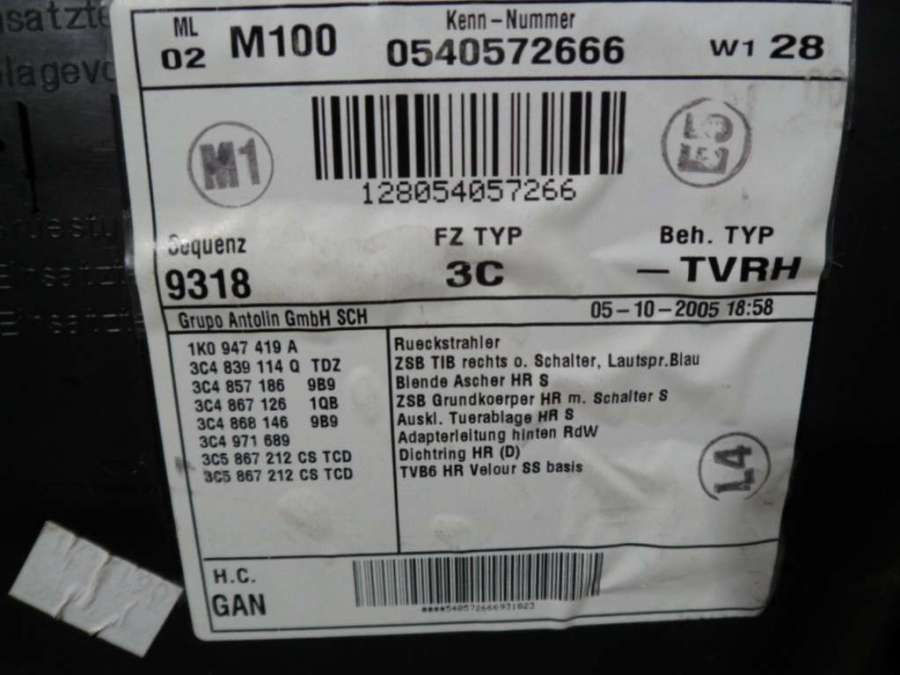 ML
02 M100
Kenn-Nummer
0540572666
W1 28
M1
128054057266
Sequenz
9318
FZ TYP
3C
Beh. TYP
-TVRH
Grupo Antolin GmbH SCH
05-10-2005 18:58
1K0 947 419 A Rueckstrahler
3C4 839 114 Q TDZ ZSB TIB rechts o. Schalter, Lautspr.Blau
3C4 857 186 9B9 Blende Ascher HR S
3C4 867 126 1QB ZSB Grundkoerper HR m. Schalter S
3C4 868 146 9B9 Auskl. Tuerablage HR S
3C4 971 689 Adapterleitung hinten RdW
3C5 867 212 CS TCD Dichtring HR (D)
3C5 867 212 CS TCD TVB6 HR Velour SS basis
L4
H.C.
GAN